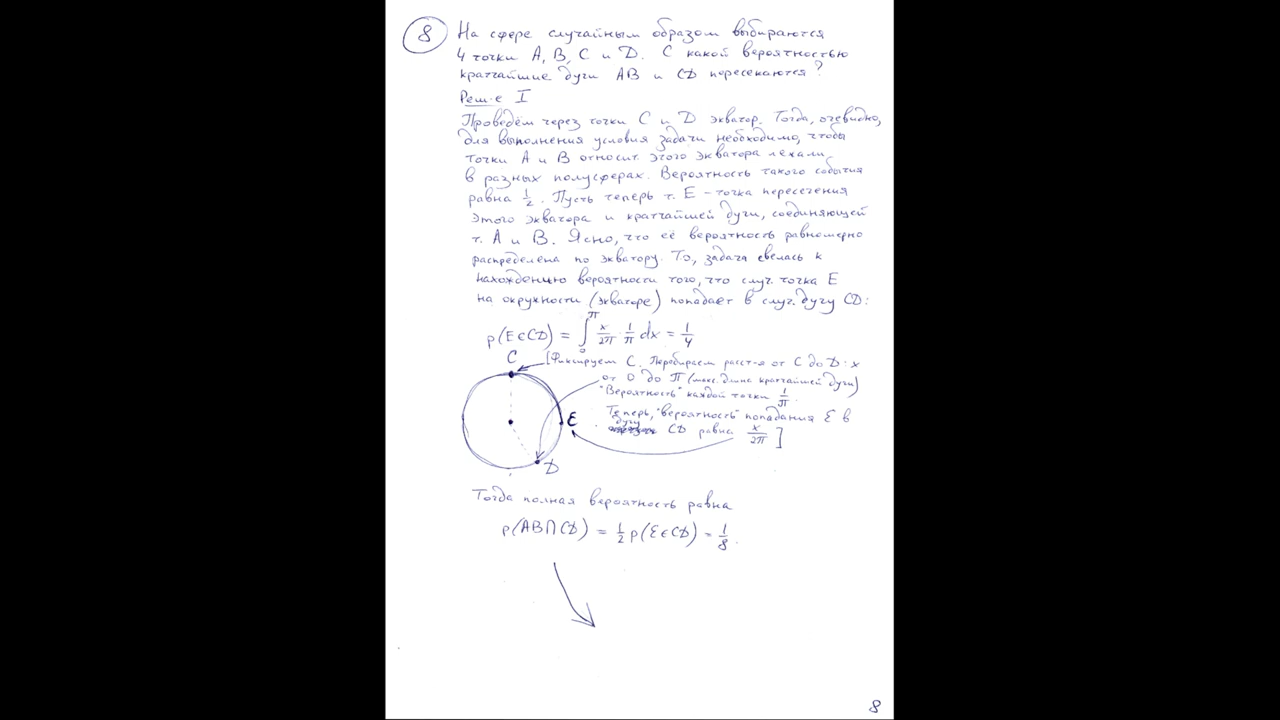 8 На сфере случайным образом выбираются
4 точки A, B, C и D. С какой вероятностью
кратчайшие дуги AB и CD пересекаются?
Реш-е I
Проведём через точки C и D экватор. Тогда, очевидно,
для выполнения условия задачи необходимо, чтобы
точки A и B относит. этого экватора лежали
в разных полусферах. Вероятность такого события
равна 1/2. Пусть теперь т. E – точка пересечения
этого экватора и кратчайшей дуги, соединяющей
т. A и B. Ясно, что её вероятность равномерно
распределена по экватору. Т.о, задача свелась к
нахождению вероятности того, что случ. точка E
на окружности (экваторе) попадает в случ. дугу CD:
p(E∈CD) = ∫₀^π x/2π · 1/π dx = 1/4
C
[Фиксируем C. Перебираем расст-я от C до D: x
от 0 до π (макс. длина кратчайшей дуги)
"Вероятность" каждой точки 1/π.
Теперь, "вероятность" попадания E в
дугу CD равна x/2π]
E
D
Тогда полная вероятность равна
p(AB∩CD) = 1/2 p(E∈CD) = 1/8.
8